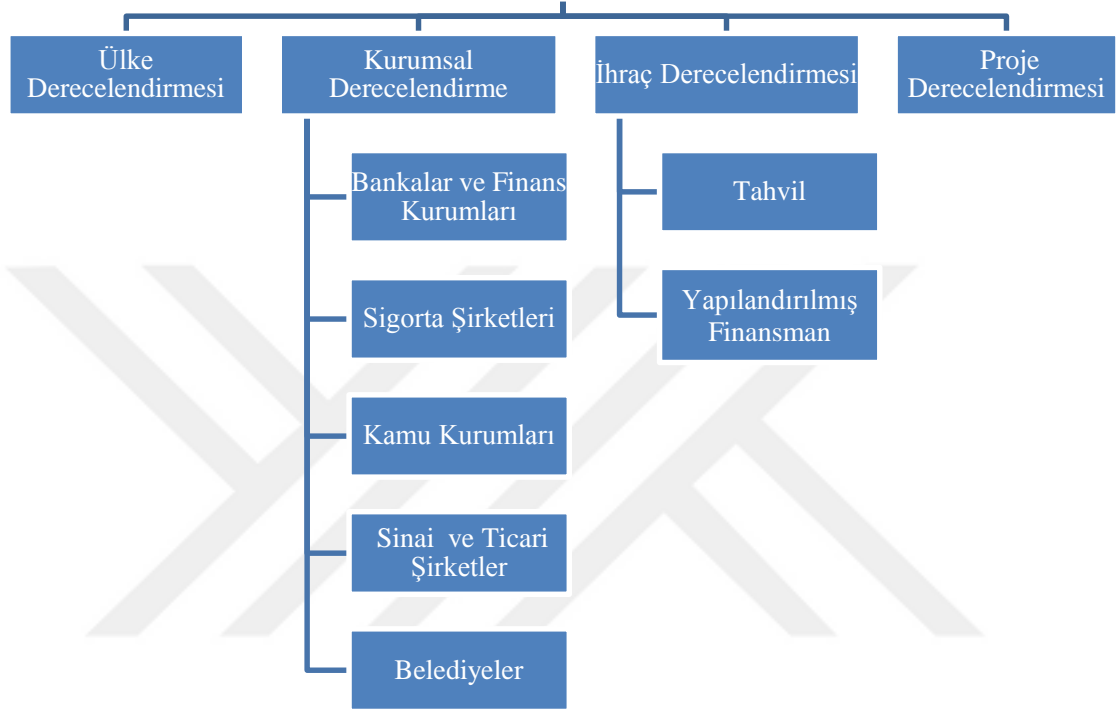 Ülke
Derecelendirmesi
Kurumsal
Derecelendirme
İhraç Derecelendirmesi
Proje
Derecelendirmesi
Bankalar ve Finans
Kurumları
Sigorta Şirketleri
Kamu Kurumları
Sinai ve Ticari
Şirketler
Belediyeler
Tahvil
Yapılandırılmış
Finansman